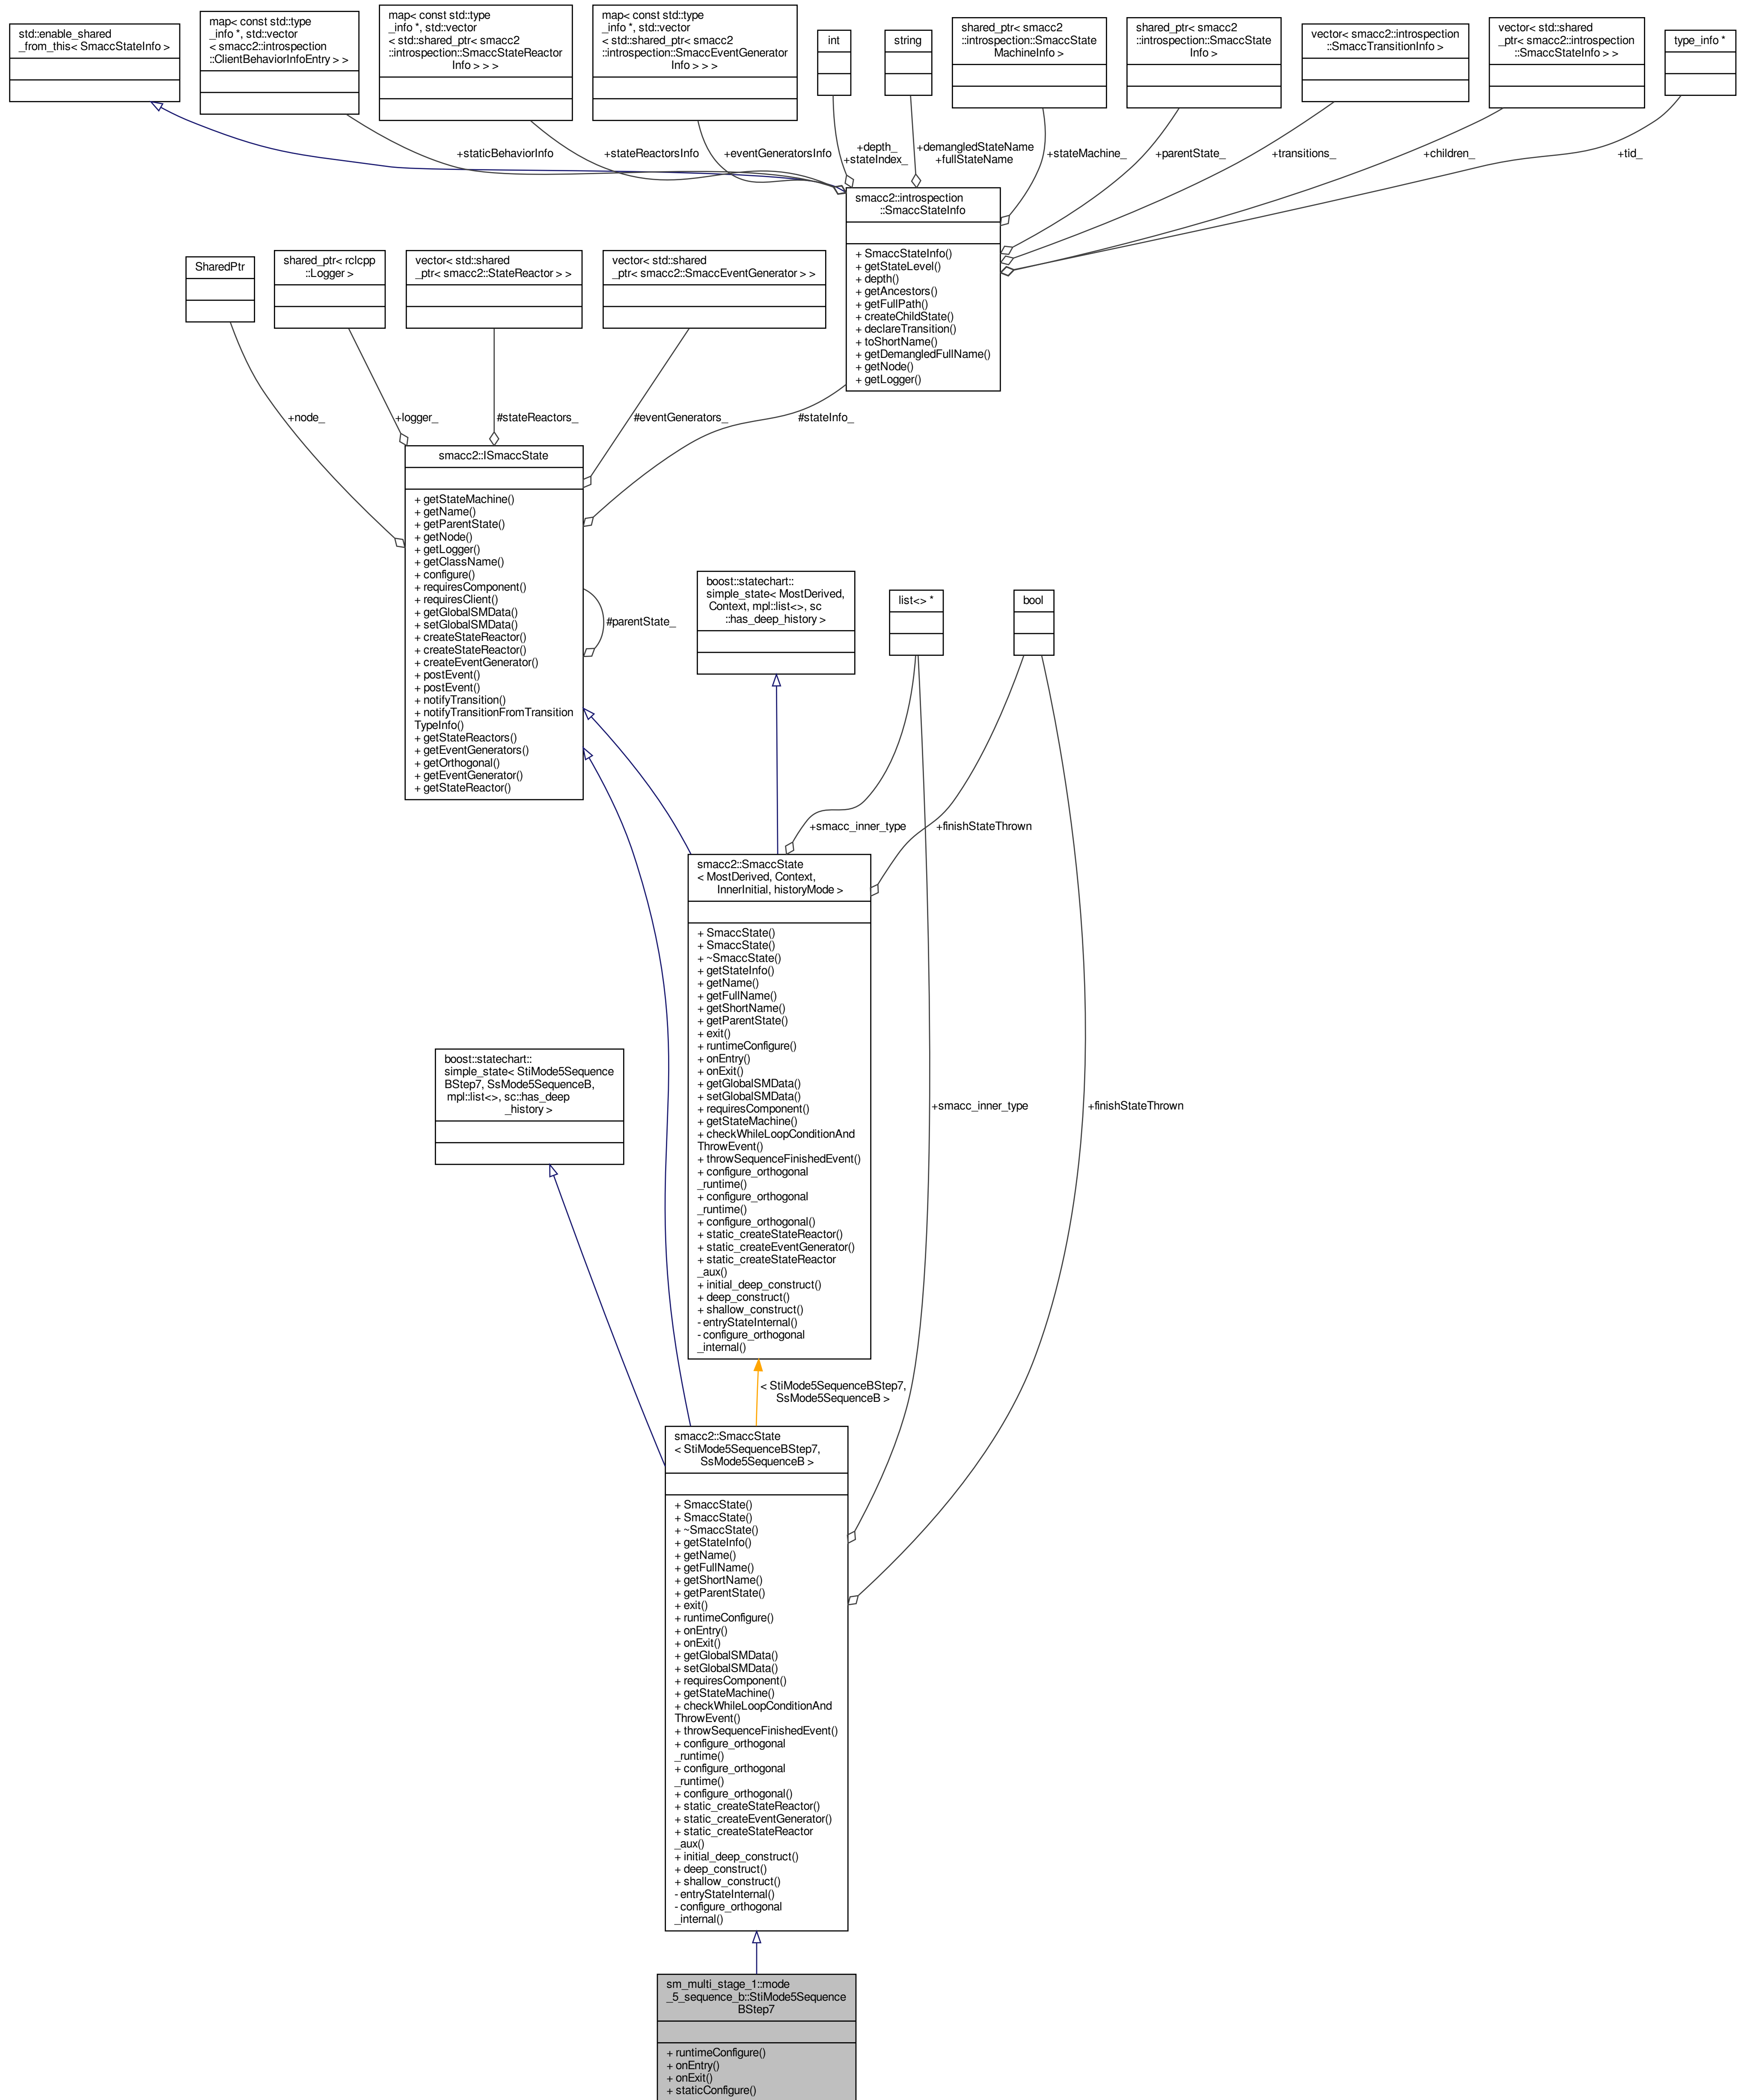 std::enable_shared
_from_this< SmaccStateInfo >
map< const std::type
_info *, std::vector
< smacc2::introspection
::ClientBehaviorInfoEntry > >
map< const std::type
_info *, std::vector
< std::shared_ptr< smacc2
::introspection::SmaccStateReactor
Info > > >
map< const std::type
_info *, std::vector
< std::shared_ptr< smacc2
::introspection::SmaccEventGenerator
Info > > >
int
string
shared_ptr< smacc2
::introspection::SmaccState
MachineInfo >
shared_ptr< smacc2
::introspection::SmaccState
Info >
vector< smacc2::introspection
::SmaccTransitionInfo >
vector< std::shared
_ptr< smacc2::introspection
::SmaccStateInfo > >
type_info *
+staticBehaviorInfo
+stateReactorsInfo
+eventGeneratorsInfo
+depth_
+stateIndex_
+demangledStateName
+fullStateName
+stateMachine_
+parentState_
+transitions_
+children_
+tid_
smacc2::introspection
::SmaccStateInfo
+ SmaccStateInfo()
+ getStateLevel()
+ depth()
+ getAncestors()
+ getFullPath()
+ createChildState()
+ declareTransition()
+ toShortName()
+ getDemangledFullName()
+ getNode()
+ getLogger()
SharedPtr
shared_ptr< rclcpp
::Logger >
vector< std::shared
_ptr< smacc2::StateReactor > >
vector< std::shared
_ptr< smacc2::SmaccEventGenerator > >
+node_
+logger_
#stateReactors_
#eventGenerators_
#stateInfo_
smacc2::ISmaccState
+ getStateMachine()
+ getName()
+ getParentState()
+ getNode()
+ getLogger()
+ getClassName()
+ configure()
+ requiresComponent()
+ requiresClient()
+ getGlobalSMData()
+ setGlobalSMData()
+ createStateReactor()
+ createStateReactor()
+ createEventGenerator()
+ postEvent()
+ postEvent()
+ notifyTransition()
+ notifyTransitionFromTransition
TypeInfo()
+ getStateReactors()
+ getEventGenerators()
+ getOrthogonal()
+ getEventGenerator()
+ getStateReactor()
#parentState_
boost::statechart::
simple_state< MostDerived,
Context, mpl::list<>, sc
::has_deep_history >
list<> *
bool
+smacc_inner_type
+finishStateThrown
smacc2::SmaccState
< MostDerived, Context,
InnerInitial, historyMode >
+ SmaccState()
+ SmaccState()
+ ~SmaccState()
+ getStateInfo()
+ getName()
+ getFullName()
+ getShortName()
+ getParentState()
+ exit()
+ runtimeConfigure()
+ onEntry()
+ onExit()
+ getGlobalSMData()
+ setGlobalSMData()
+ requiresComponent()
+ getStateMachine()
+ checkWhileLoopConditionAnd
ThrowEvent()
+ throwSequenceFinishedEvent()
+ configure_orthogonal
_runtime()
+ configure_orthogonal
_runtime()
+ configure_orthogonal()
+ static_createStateReactor()
+ static_createEventGenerator()
+ static_createStateReactor
_aux()
+ initial_deep_construct()
+ deep_construct()
+ shallow_construct()
- entryStateInternal()
- configure_orthogonal
_internal()
boost::statechart::
simple_state< StiMode5Sequence
BStep7, SsMode5SequenceB,
mpl::list<>, sc::has_deep
_history >
+smacc_inner_type
+finishStateThrown
< StiMode5SequenceBStep7,
SsMode5SequenceB >
smacc2::SmaccState
< StiMode5SequenceBStep7,
SsMode5SequenceB >
+ SmaccState()
+ SmaccState()
+ ~SmaccState()
+ getStateInfo()
+ getName()
+ getFullName()
+ getShortName()
+ getParentState()
+ exit()
+ runtimeConfigure()
+ onEntry()
+ onExit()
+ getGlobalSMData()
+ setGlobalSMData()
+ requiresComponent()
+ getStateMachine()
+ checkWhileLoopConditionAnd
ThrowEvent()
+ throwSequenceFinishedEvent()
+ configure_orthogonal
_runtime()
+ configure_orthogonal
_runtime()
+ configure_orthogonal()
+ static_createStateReactor()
+ static_createEventGenerator()
+ static_createStateReactor
_aux()
+ initial_deep_construct()
+ deep_construct()
+ shallow_construct()
- entryStateInternal()
- configure_orthogonal
_internal()
sm_multi_stage_1::mode
_5_sequence_b::StiMode5Sequence
BStep7
+ runtimeConfigure()
+ onEntry()
+ onExit()
+ staticConfigure()